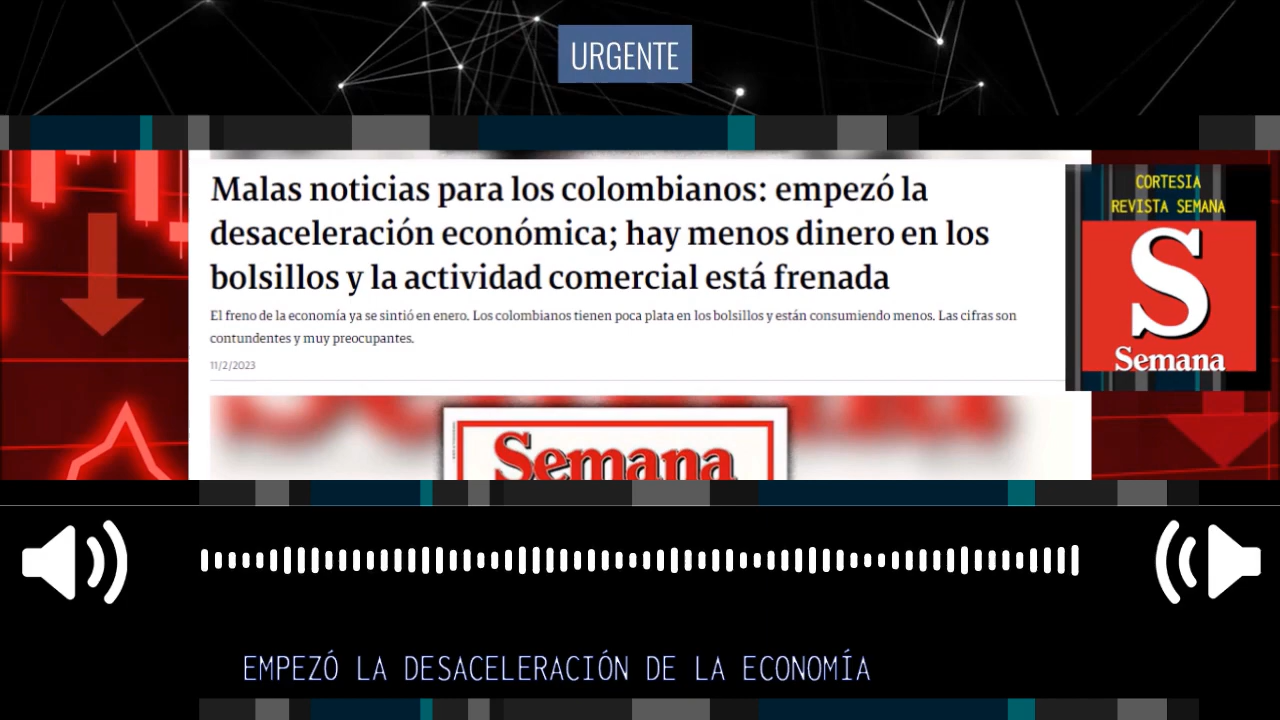 URGENTE
Malas noticias para los colombianos: empezó la
desaceleración económica; hay menos dinero en los
bolsillos y la actividad comercial está frenada
El freno de la economía ya se sintió en enero. Los colombianos tienen poca plata en los bolsillos y están consumiendo menos. Las cifras son
contundentes y muy preocupantes.
11/2/2023
CORTESIA
REVISTA SEMANA
S
Semana
Semana
EMPEZÓ LA DESACELERACIÓN DE LA ECONOMÍA